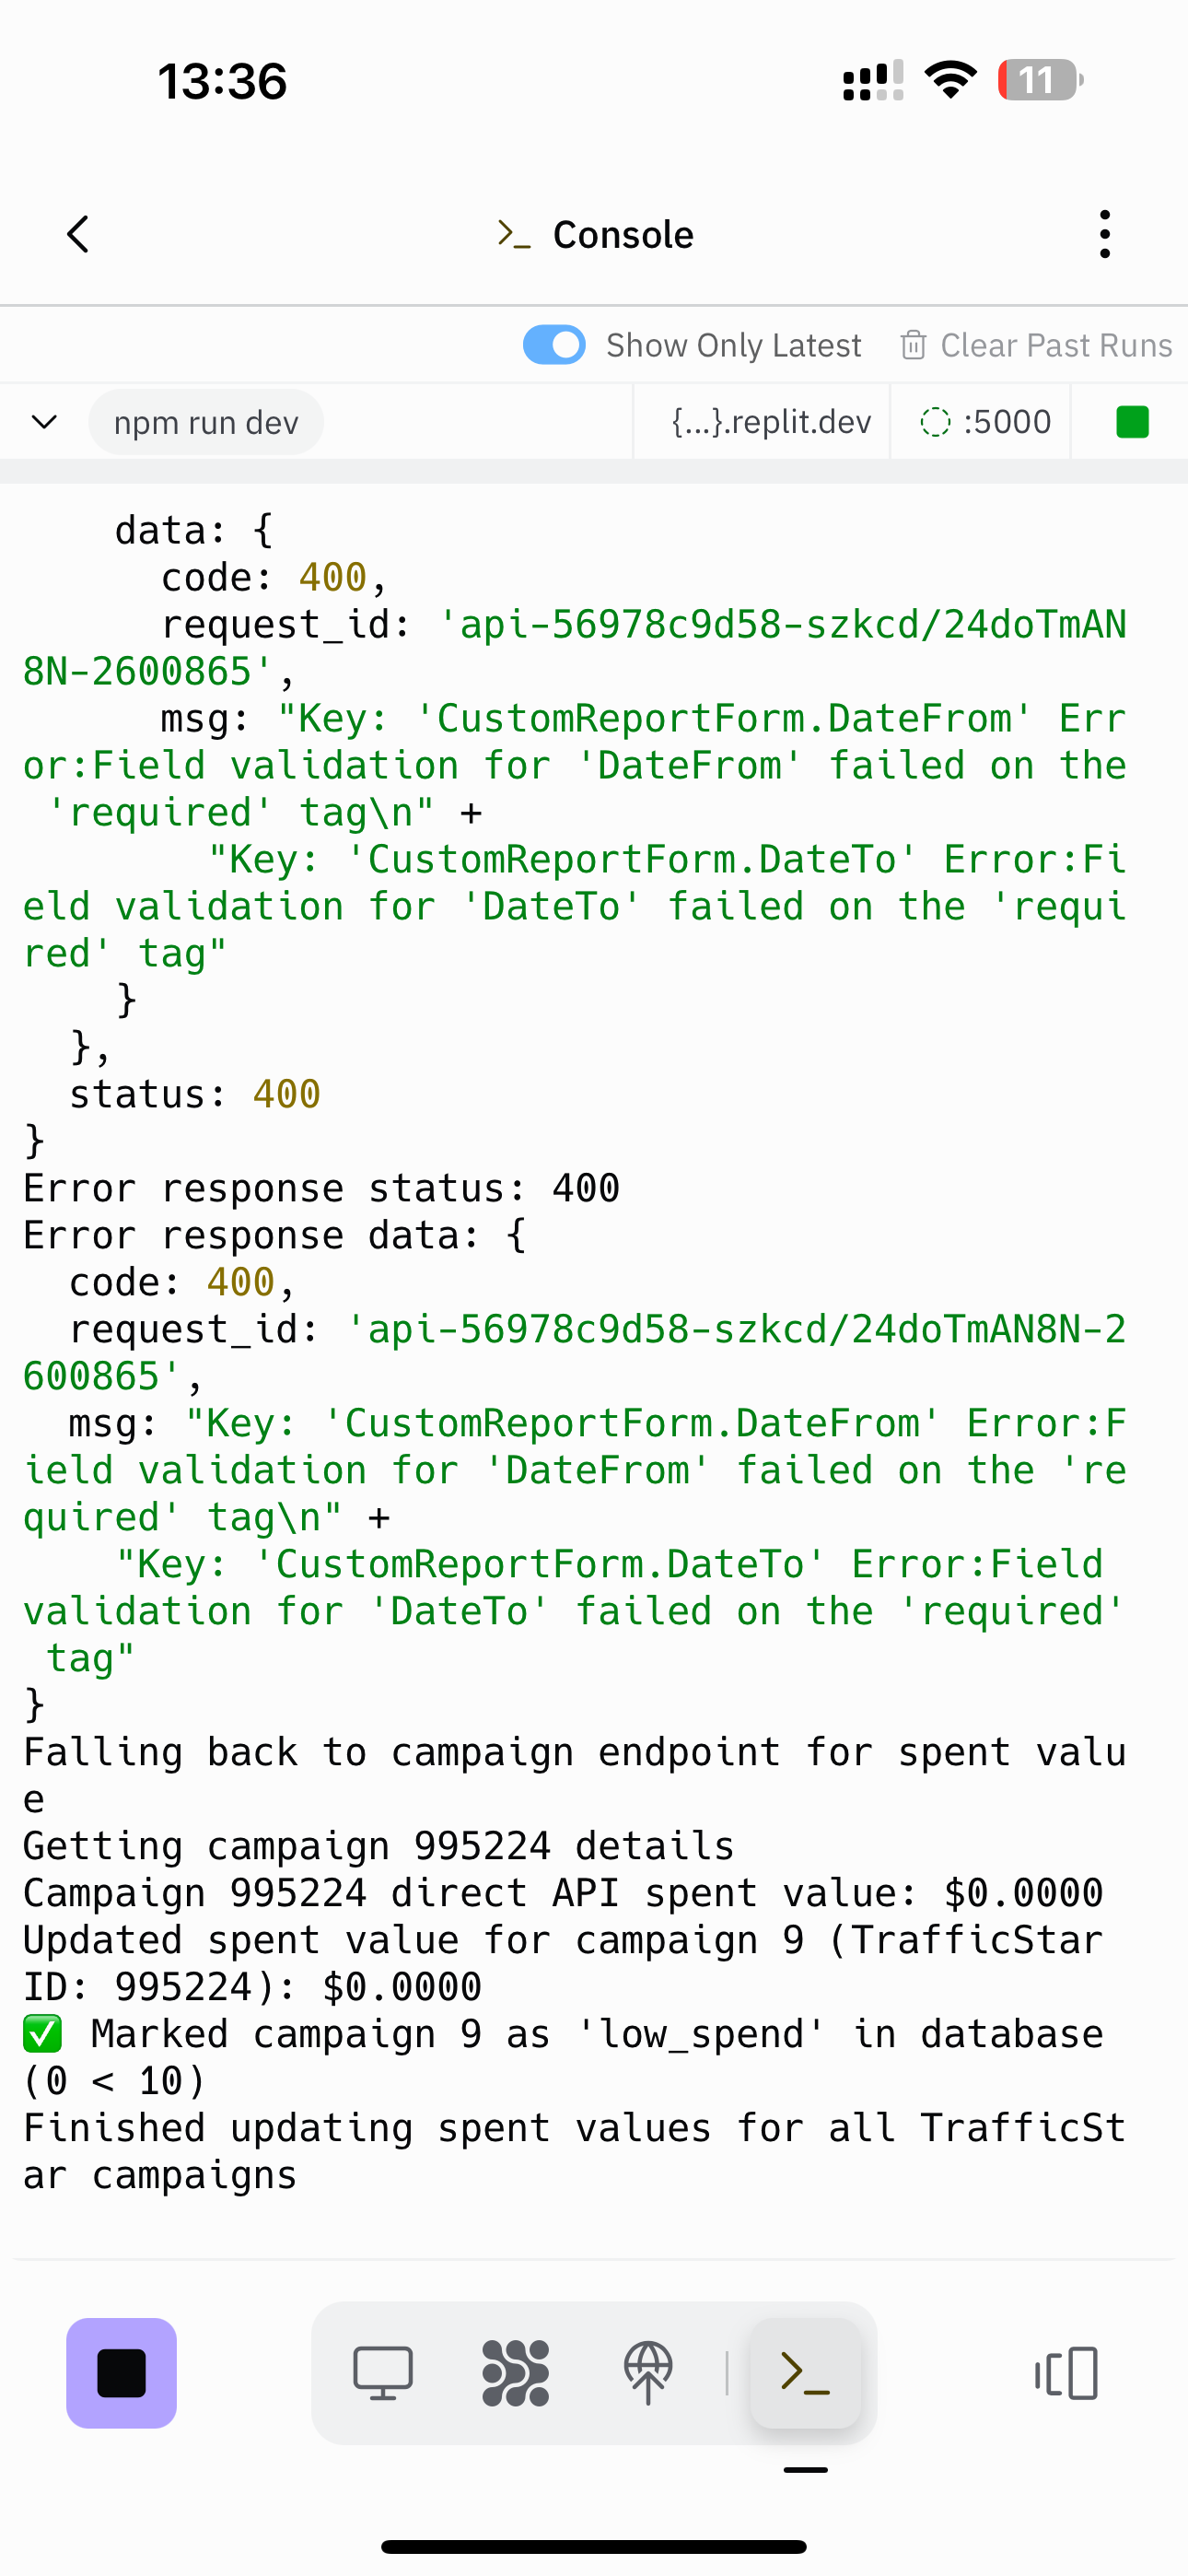 13:36
11
>_ Console
Show Only Latest
Clear Past Runs
npm run dev
{...}.replit.dev
:5000
    data: {
      code: 400,
      request_id: 'api-56978c9d58-szkcd/24doTmAN
8N-2600865',
      msg: "Key: 'CustomReportForm.DateFrom' Err
or:Field validation for 'DateFrom' failed on the
 'required' tag\n" +
        "Key: 'CustomReportForm.DateTo' Error:Fi
eld validation for 'DateTo' failed on the 'requi
red' tag"
    }
  },
  status: 400
}
Error response status: 400
Error response data: {
  code: 400,
  request_id: 'api-56978c9d58-szkcd/24doTmAN8N-2
600865',
  msg: "Key: 'CustomReportForm.DateFrom' Error:F
ield validation for 'DateFrom' failed on the 're
quired' tag\n" +
    "Key: 'CustomReportForm.DateTo' Error:Field
validation for 'DateTo' failed on the 'required'
 tag"
}
Falling back to campaign endpoint for spent valu
e
Getting campaign 995224 details
Campaign 995224 direct API spent value: $0.0000
Updated spent value for campaign 9 (TrafficStar
ID: 995224): $0.0000
✅ Marked campaign 9 as 'low_spend' in database
(0 < 10)
Finished updating spent values for all TrafficSt
ar campaigns